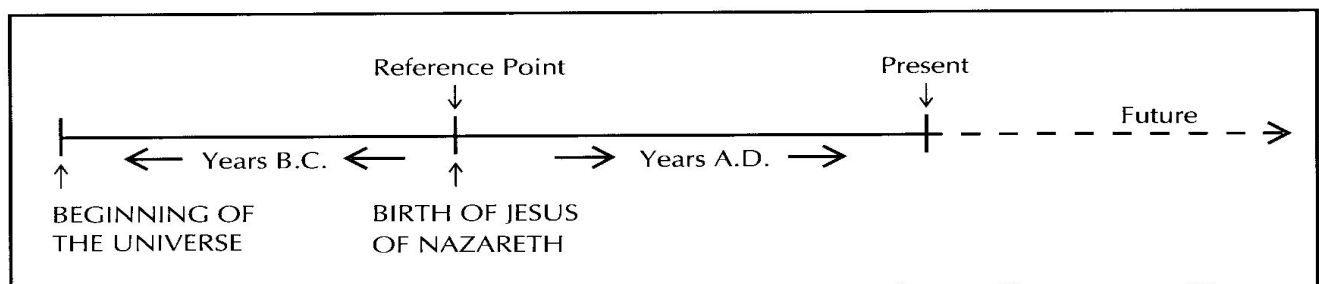 Reference Point
Present
Future
Years B.C.
Years A.D.
BEGINNING OF
THE UNIVERSE
BIRTH OF JESUS
OF NAZARETH